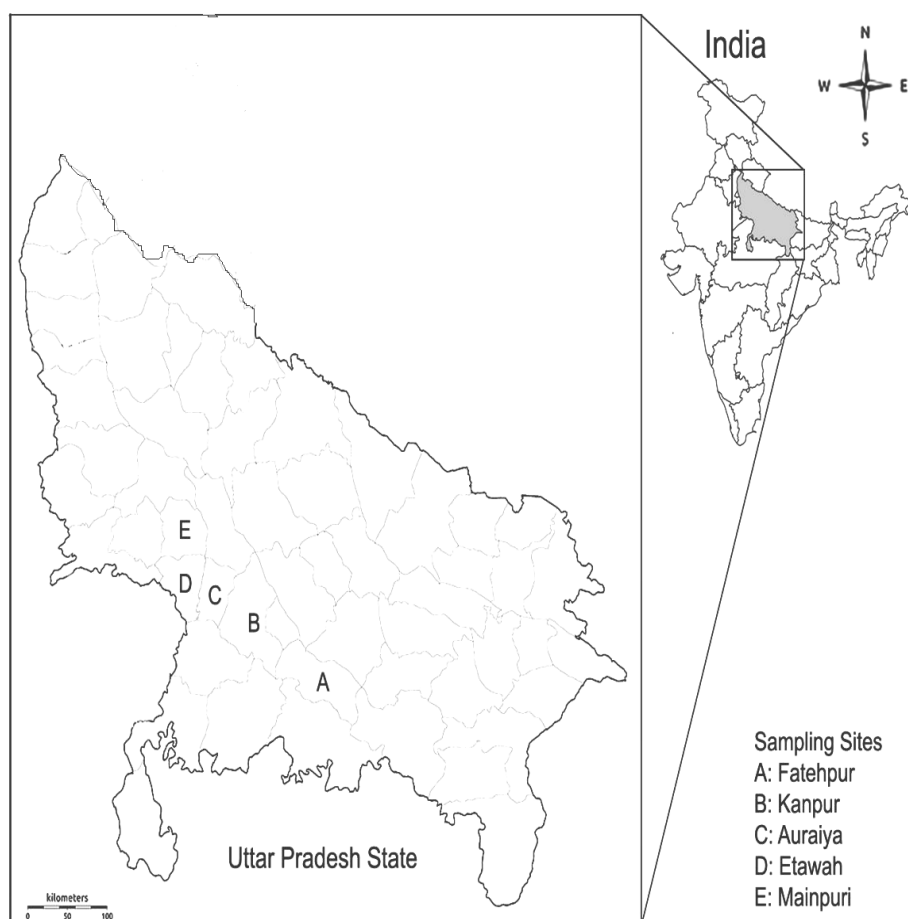 India
N
W E
S
E
D
C
B
A
Sampling Sites
A: Fatehpur
B: Kanpur
C: Auraiya
D: Etawah
E: Mainpuri
Uttar Pradesh State
kilometers
0 50 100